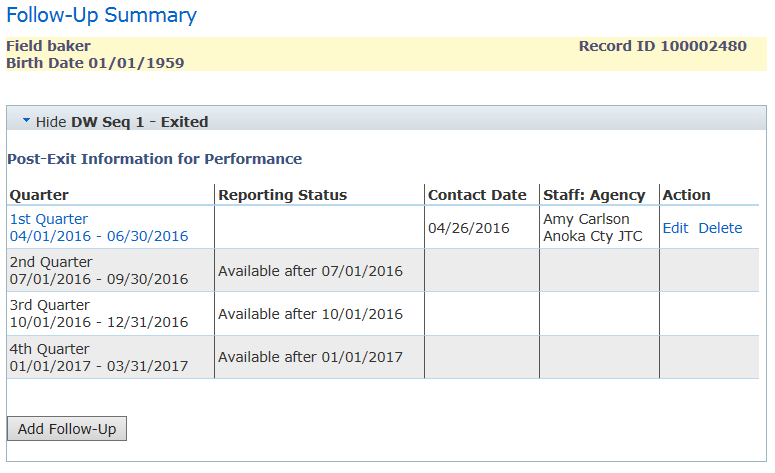 Follow-Up Summary
Field baker Record ID 100002480
Birth Date 01/01/1959
Hide DW Seq 1 - Exited
Post-Exit Information for Performance
Quarter Reporting Status Contact Date Staff: Agency Action
1st Quarter
04/01/2016 - 06/30/2016 04/26/2016 Amy Carlson
Anoka Cty JTC Edit Delete
2nd Quarter
07/01/2016 - 09/30/2016 Available after 07/01/2016
3rd Quarter
10/01/2016 - 12/31/2016 Available after 10/01/2016
4th Quarter
01/01/2017 - 03/31/2017 Available after 01/01/2017
Add Follow-Up